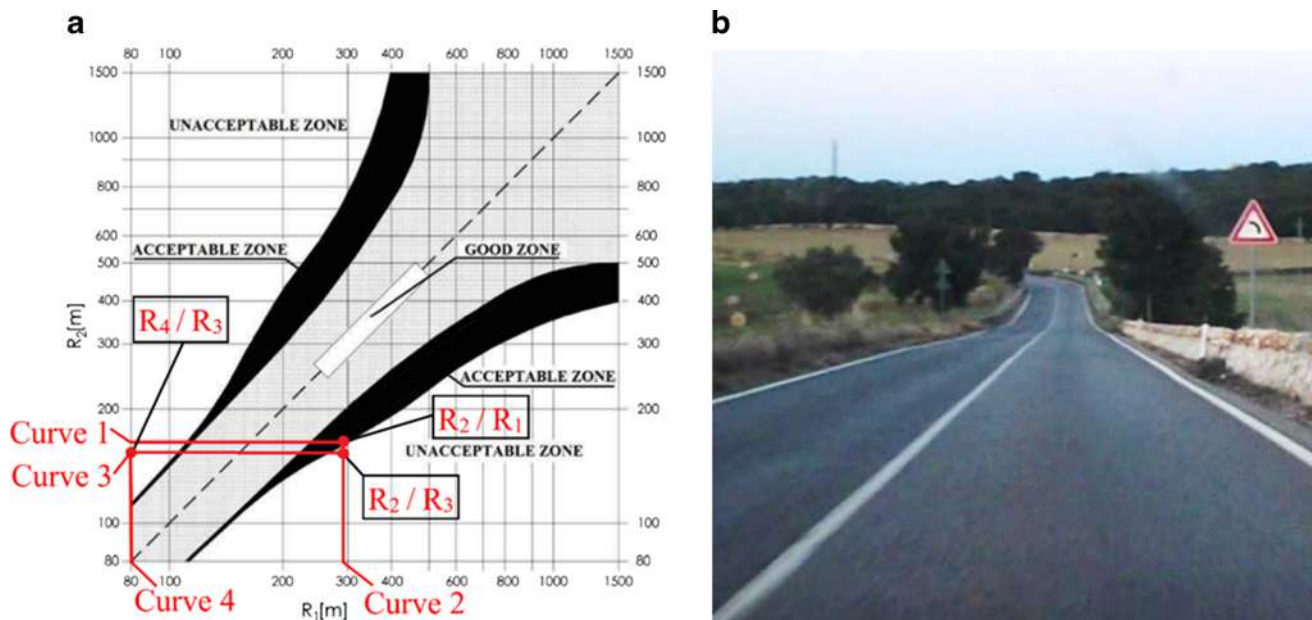 a
b
80 100 200 300 400 600 1000 1500
1500 1500
UNACCEPTABLE ZONE
1000 1000
800 800
600 600
ACCEPTABLE ZONE GOOD ZONE
500 500
400 400
R₄ / R₃
R₂[m]
300 300
ACCEPTABLE ZONE
200 200
R₂ / R₁
Curve 1
UNACCEPTABLE ZONE
Curve 3
R₂ / R₃
100 100
80 80
80 100 200 300 400 600 1000 1500
Curve 4 R₁[m] Curve 2